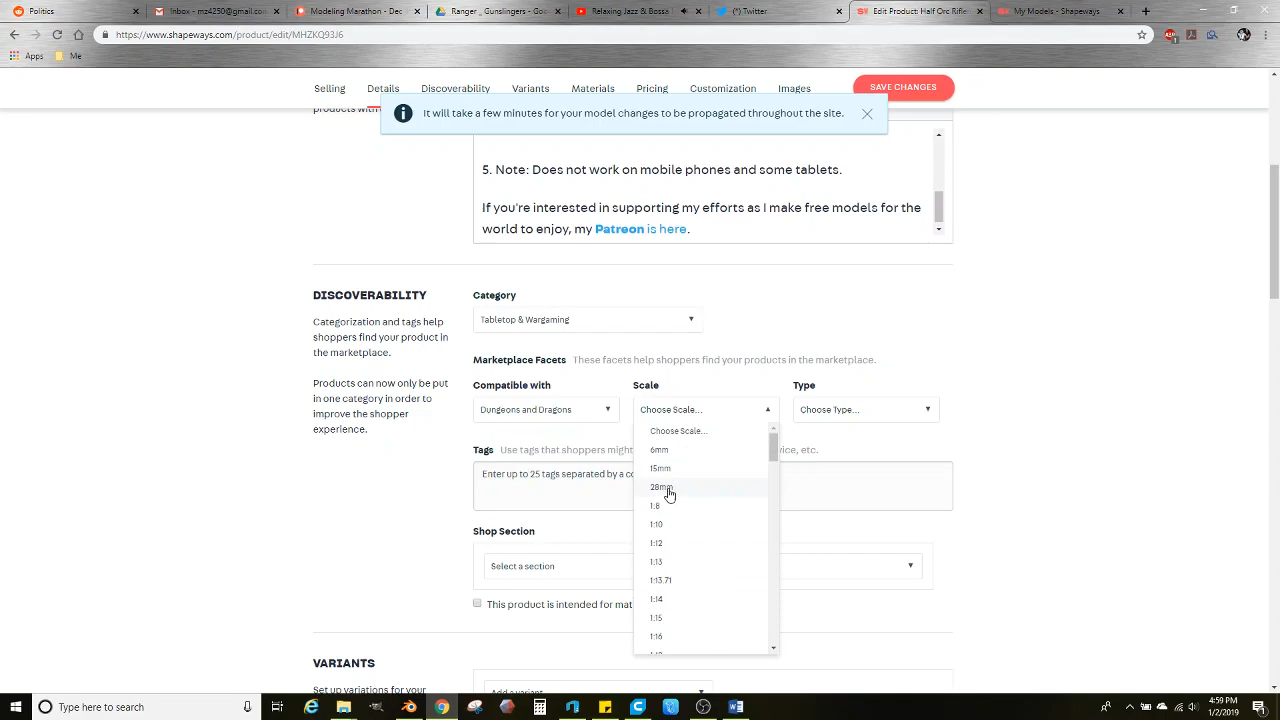 Politics
Inbox - mz4250@gmail.com
Modeling Marathon - Dec
Ranger _ Gunslingers - Goo
Relaxing Jazz & Bossa
(*) Twitter
Edit Product: Half Orc Rifle
My Models - Shapeways
https://www.shapeways.com/product/edit/MHZKQ93J6
Apps
Me
Selling
Details
Discoverability
Variants
Materials
Pricing
Customization
Images
SAVE CHANGES
products with
It will take a few minutes for your model changes to be propagated throughout the site.
5. Note: Does not work on mobile phones and some tablets.
If you're interested in supporting my efforts as I make free models for the
world to enjoy, my Patreon is here.
DISCOVERABILITY
Categorization and tags help
shoppers find your product in
the marketplace.
Products can now only be put
in one category in order to
improve the shopper
experience.
Category
Tabletop & Wargaming
Marketplace Facets These facets help shoppers find your products in the marketplace.
Compatible with
Scale
Type
Dungeons and Dragons
Choose Scale...
Choose Type...
Choose Scale...
6mm
15mm
28mm
1:8
1:10
1:12
1:13
1:13.71
1:14
1:15
1:16
Tags Use tags that shoppers might
vice, etc.
Enter up to 25 tags separated by a co
Shop Section
Select a section
This product is intended for mat
VARIANTS
Set up variations for your
Add a variant
Type here to search
4:59 PM
1/2/2019